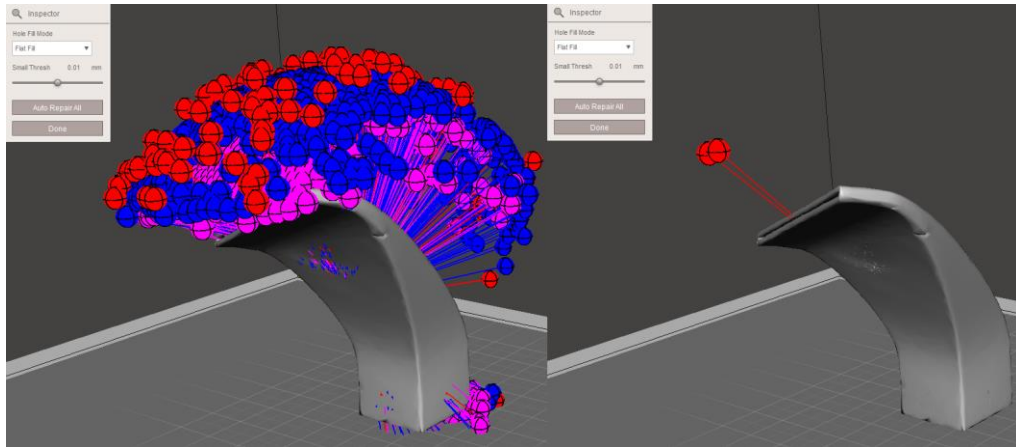 Inspector
Hole Fill Mode
Flat Fill
Small Thresh 0.01 mm
Auto Repair All
Done
Inspector
Hole Fill Mode
Flat Fill
Small Thresh 0.01 mm
Auto Repair All
Done